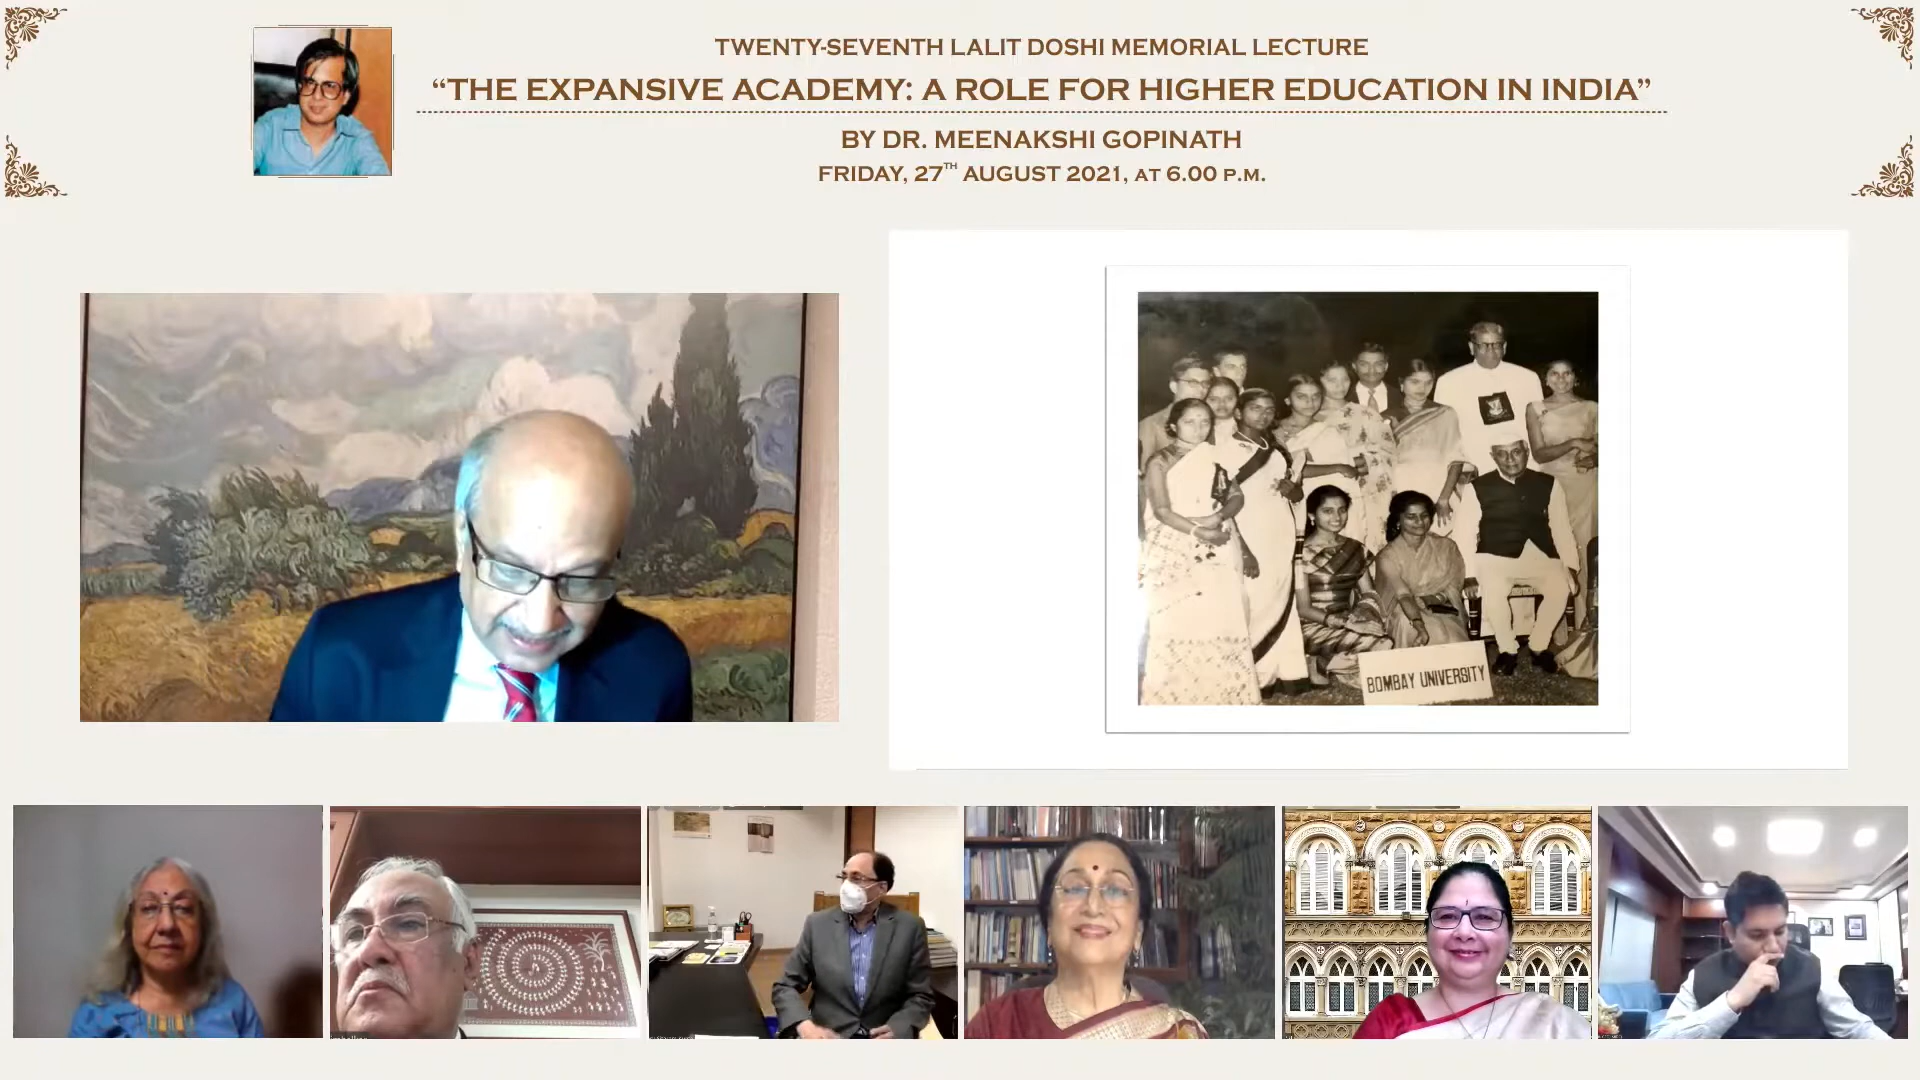 TWENTY-SEVENTH LALIT DOSHI MEMORIAL LECTURE
“THE EXPANSIVE ACADEMY: A ROLE FOR HIGHER EDUCATION IN INDIA”
BY DR. MEENAKSHI GOPINATH
FRIDAY, 27TH AUGUST 2021, AT 6.00 P.M.
BOMBAY UNIVERSITY